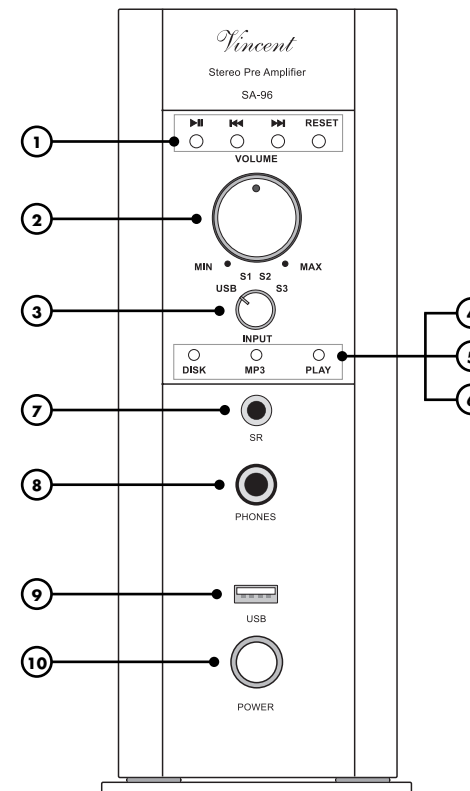 Vincent
Stereo Pre Amplifier
SA-96
RESET
1
VOLUME
2
MIN MAX
S1 S2
USB S3
3
INPUT
4
DISK MP3 PLAY
5
6
7
SR
8
PHONES
9
USB
10
POWER